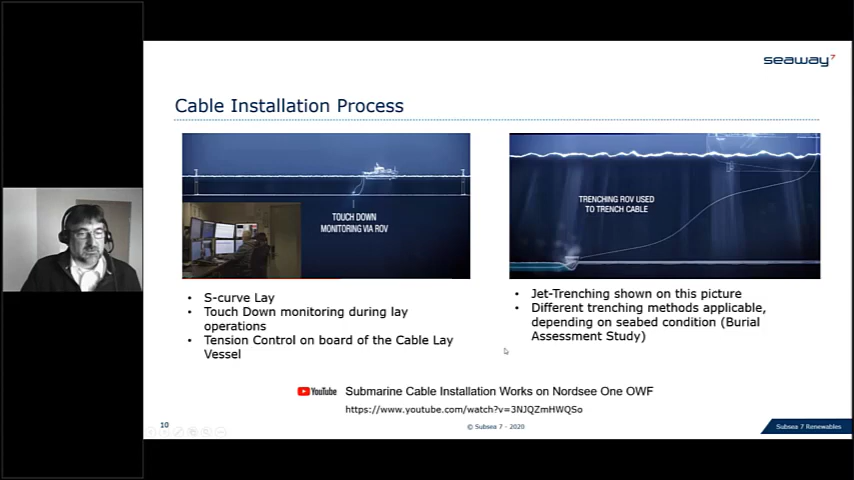 seaway7
Cable Installation Process
TOUCH DOWN
MONITORING VIA ROV
TRENCHING ROV USED
TO TRENCH CABLE
• S-curve Lay
• Touch Down monitoring during lay
operations
• Tension Control on board of the Cable Lay
Vessel
• Jet-Trenching shown on this picture
• Different trenching methods applicable,
depending on seabed condition (Burial
Assessment Study)
YouTube Submarine Cable Installation Works on Nordsee One OWF
https://www.youtube.com/watch?v=3NJQZmHWQSo
10
© Subsea 7 - 2020
Subsea 7 Renewables